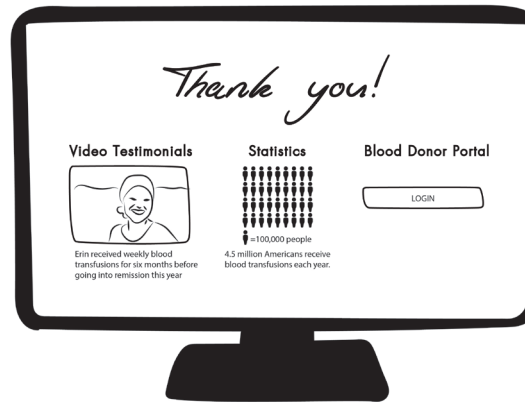 Thank you!
Video Testimonials
Erin received weekly blood
transfusions for six months before
going into remission this year
Statistics
=100,000 people
4.5 million Americans receive
blood transfusions each year.
Blood Donor Portal
LOGIN